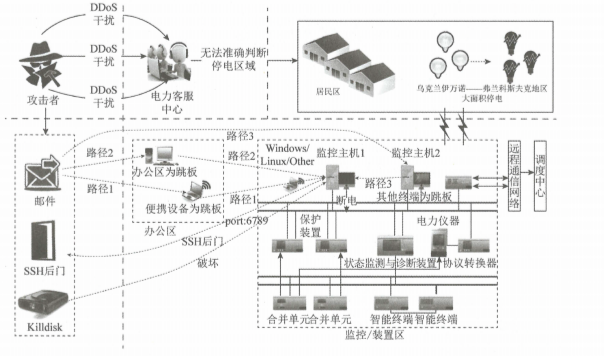 DDoS
干扰
DDoS
干扰
DDoS
干扰
攻击者
电力客服
中心
无法准确判断
停电区域
居民区
乌克兰伊万诺——弗兰科斯夫克地区
大面积停电
邮件
SSH后门
Killdisk
路径2
路径1
路径3
办公区为跳板
便携设备为跳板
办公区
路径2
路径1
port:6789
SSH后门
破坏
Windows/
Linux/Other
监控主机1
监控主机2
路径3
断电
其他终端为跳板
远程通信网络
调度中心
保护
装置
电力仪器
状态监测与诊断装置
协议转换器
合并单元
合并单元
智能终端
智能终端
监控/装置区